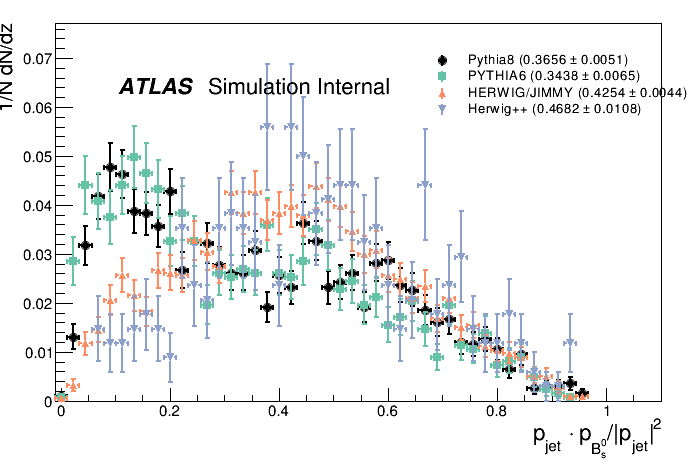 1/N dN/dz
ATLAS Simulation Internal
Pythia8 (0.3656 ± 0.0051)
PYTHIA6 (0.3438 ± 0.0065)
HERWIG/JIMMY (0.4254 ± 0.0044)
Herwig++ (0.4682 ± 0.0108)
0.07
0.06
0.05
0.04
0.03
0.02
0.01
0
0 0.2 0.4 0.6 0.8 1
p_jet · p_B_s^0/|p_jet|^2